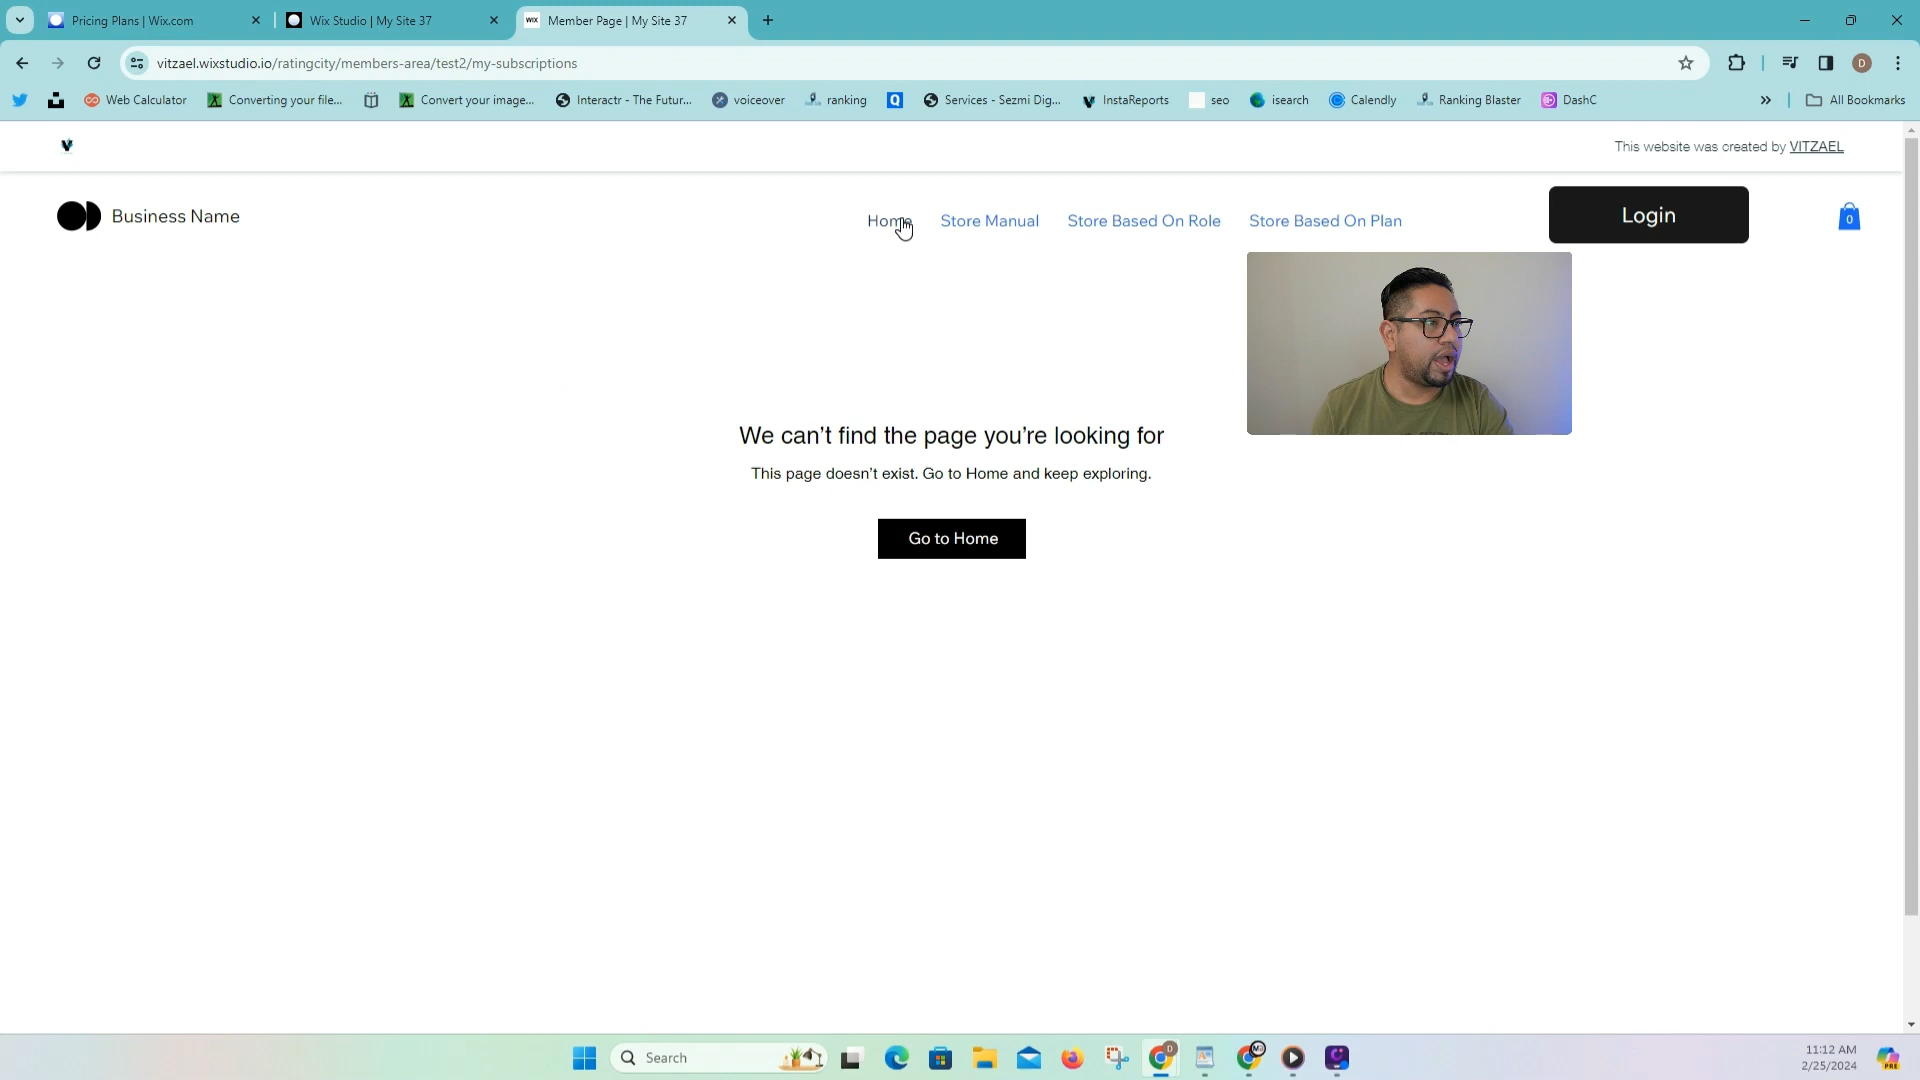 Pricing Plans | Wix.com
Wix Studio | My Site 37
WIX Member Page | My Site 37
vitzael.wixstudio.io/ratingcity/members-area/test2/my-subscriptions
Web Calculator
Converting your file...
Convert your image...
Interactr - The Futur...
voiceover
ranking
Q
Services - Sezmi Dig...
InstaReports
seo
isearch
Calendly
Ranking Blaster
DashC
»
All Bookmarks
D
V
This website was created by VITZAEL
Business Name
Home
Store Manual
Store Based On Role
Store Based On Plan
Login
0
We can't find the page you're looking for
This page doesn't exist. Go to Home and keep exploring.
Go to Home
Search
11:12 AM
2/25/2024
PRE